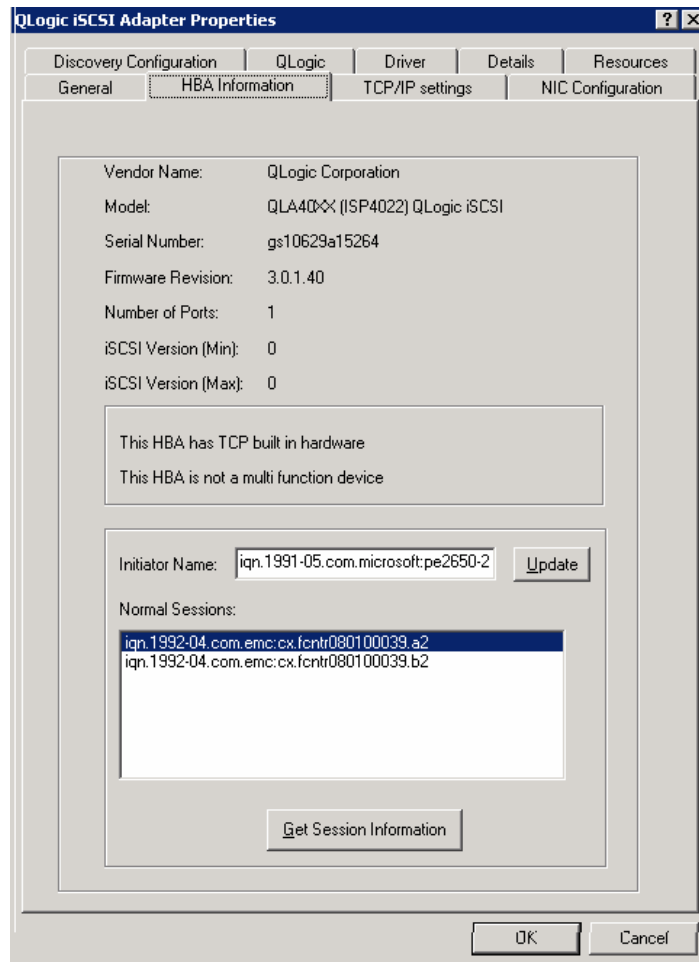 QLogic iSCSI Adapter Properties
Discovery Configuration QLogic Driver Details Resources
General HBA Information TCP/IP settings NIC Configuration
Vendor Name: QLogic Corporation
Model: QLA40XX (ISP4022) QLogic iSCSI
Serial Number: gs10629a15264
Firmware Revision: 3.0.1.40
Number of Ports: 1
iSCSI Version (Min): 0
iSCSI Version (Max): 0
This HBA has TCP built in hardware
This HBA is not a multi function device
Initiator Name: iqn.1991-05.com.microsoft:pe2650-2 Update
Normal Sessions:
iqn.1992-04.com.emc:cx.fcntr080100039.a2
iqn.1992-04.com.emc:cx.fcntr080100039.b2
Get Session Information
OK Cancel